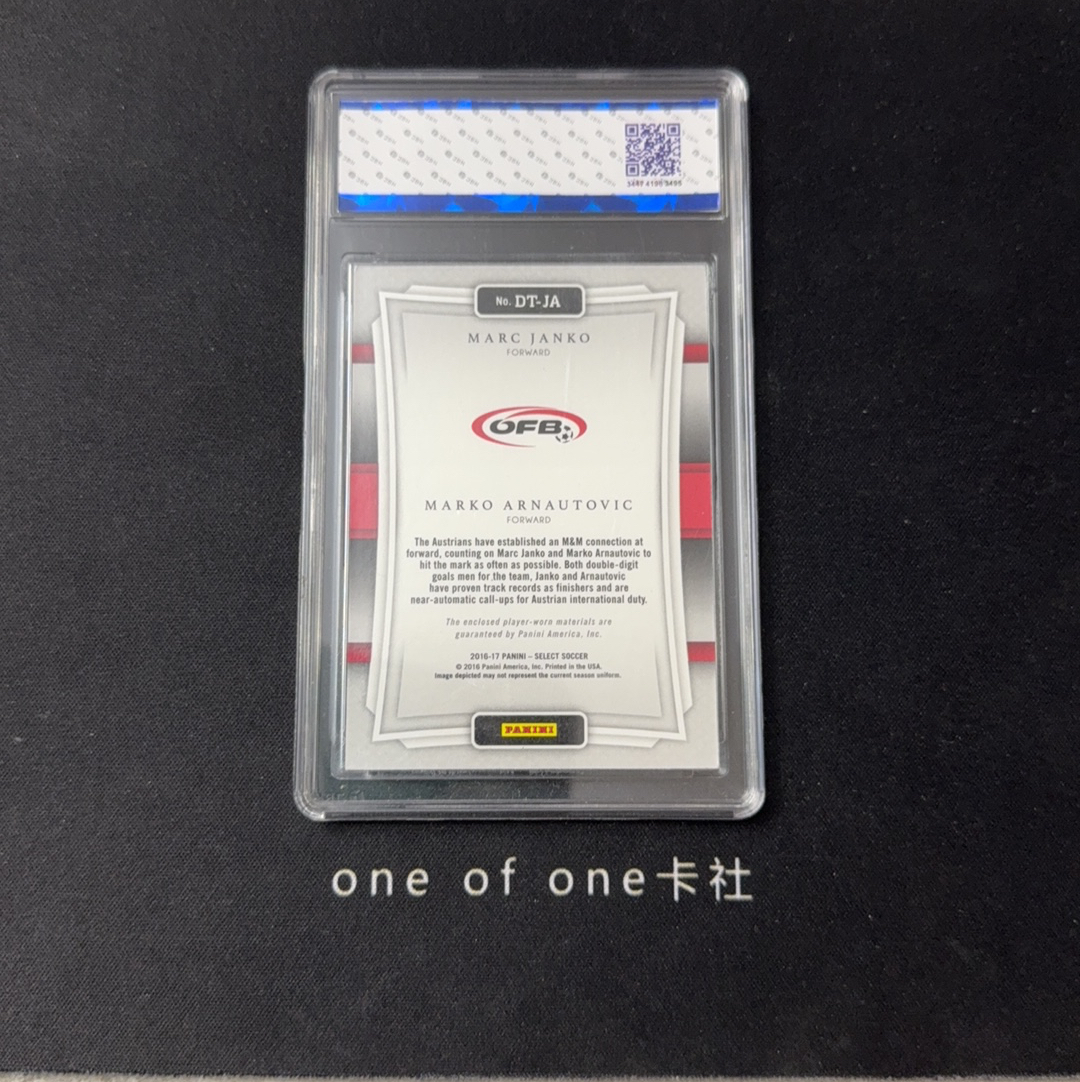 No. DT-JA
MARC JANKO
FORWARD
ÖFB
MARKO ARNAUTOVIC
FORWARD
The Austrians have established an M&M connection at
forward, counting on Marc Janko and Marko Arnautovic to
hit the mark as often as possible. Both double-digit
goals men for the team, Janko and Arnautovic
have proven track records as finishers and are
near-automatic call-ups for Austrian international duty.
The enclosed player-worn materials are
guaranteed by Panini America, Inc.
2016-17 PANINI – SELECT SOCCER
© 2016 Panini America, Inc. Printed in the USA.
Image depicted may not represent the current season uniform.
PANINI
one of one卡社